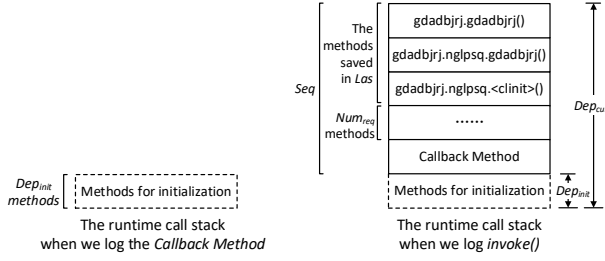 The
methods
saved
in Las
gdadbjrj.gdadbjrj()
gdadbjrj.nglpsq.gdadbjrj()
gdadbjrj.nglpsq.<clinit>()
Seq
Num_req
methods
......
Callback Method
Dep_cu
Dep_init
methods
Methods for initialization
Methods for initialization
Dep_init
The runtime call stack
when we log the Callback Method
The runtime call stack
when we log invoke()